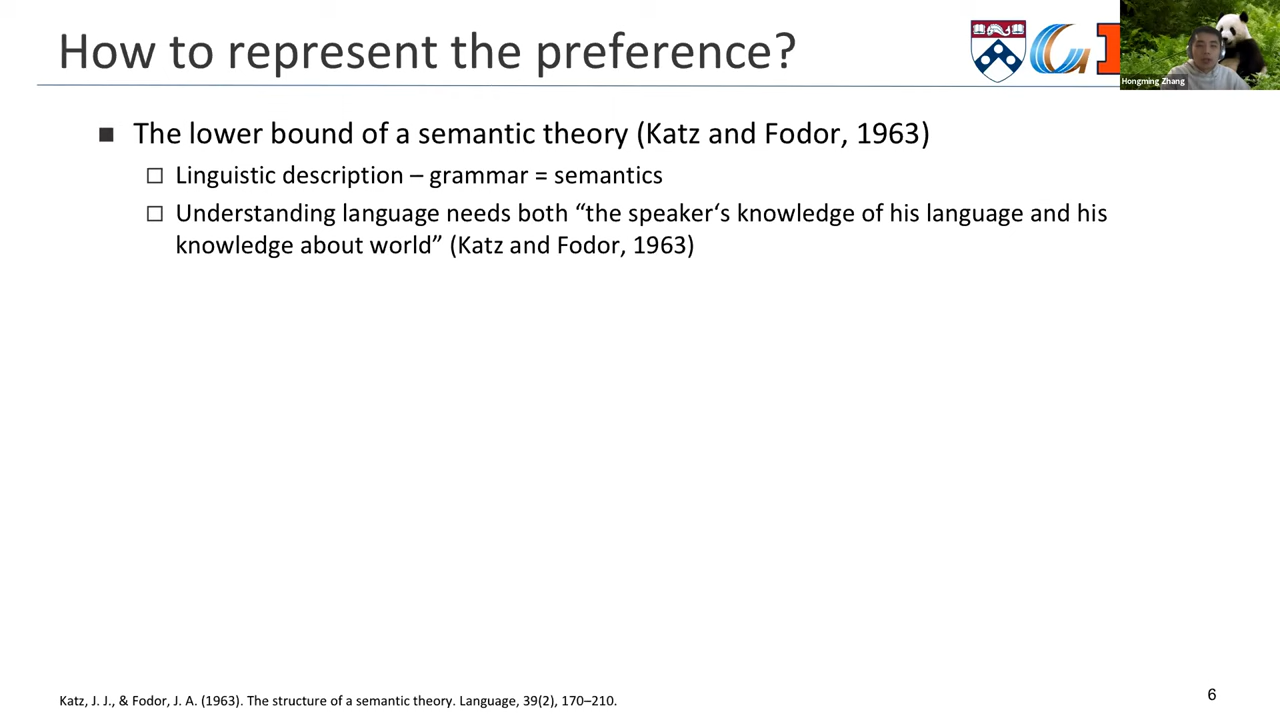 How to represent the preference?
Hongming Zhang
■ The lower bound of a semantic theory (Katz and Fodor, 1963)
□ Linguistic description – grammar = semantics
□ Understanding language needs both “the speaker‘s knowledge of his language and his
knowledge about world” (Katz and Fodor, 1963)
Katz, J. J., & Fodor, J. A. (1963). The structure of a semantic theory. Language, 39(2), 170–210.
6